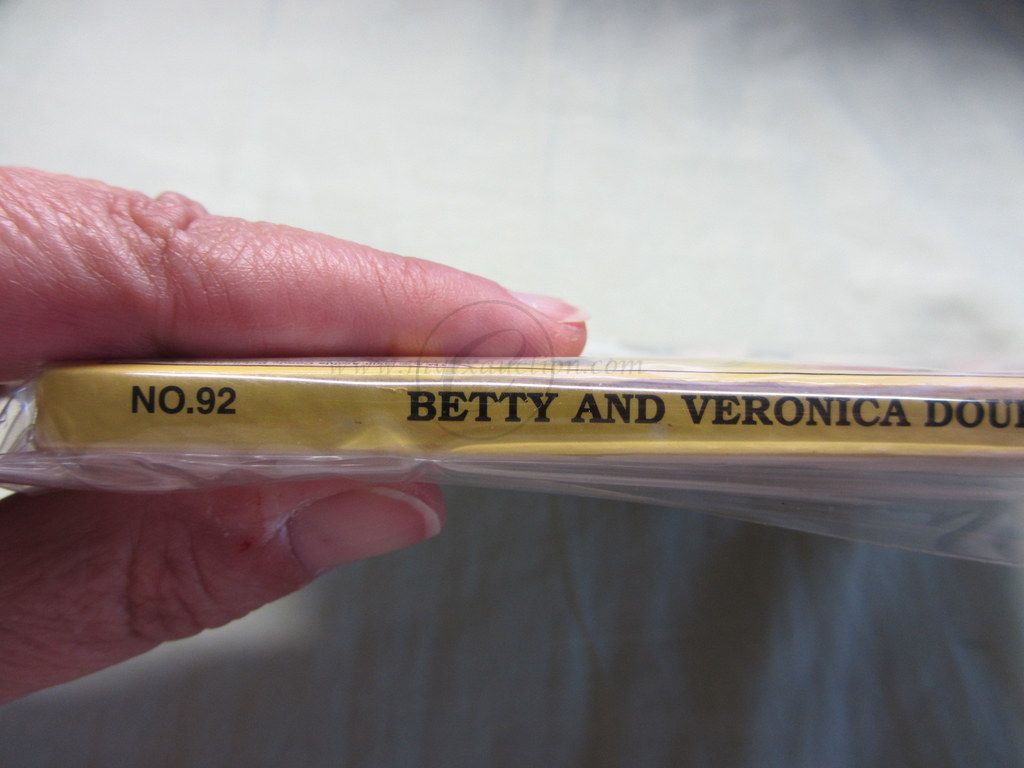 NO.92 BETTY AND VERONICA DOU